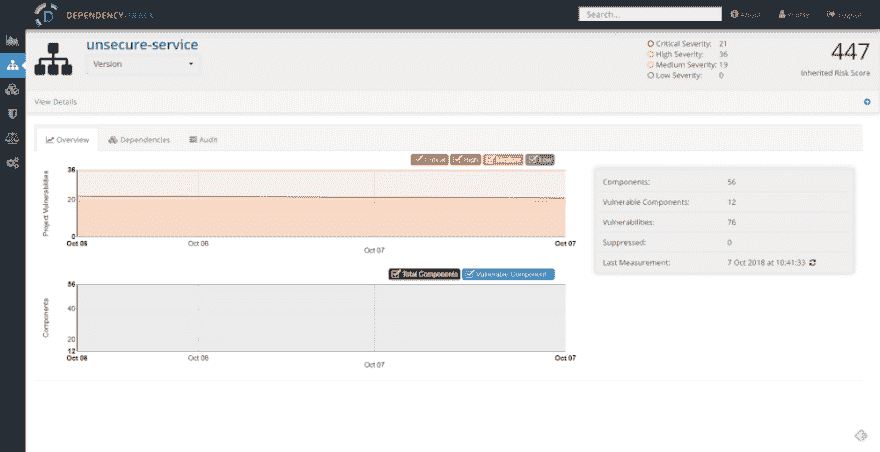 DEPENDENCY-TRACK
Search...
About
Profile
Logout
unsecure-service
Version
Critical Severity: 21
High Severity: 36
Medium Severity: 19
Low Severity: 0
447
Inherited Risk Score
View Details
Overview
Dependencies
Audit
Critical
High
Project Vulnerabilities
36
20
0
Oct 06
Oct 06
Oct 07
Oct 07
Components: 56
Vulnerable Components: 12
Vulnerabilities: 76
Suppressed: 0
Last Measurement: 7 Oct 2018 at 10:41:33
Total Components
Vulnerable Component
Components
56
40
20
12
Oct 06
Oct 06
Oct 07
Oct 07